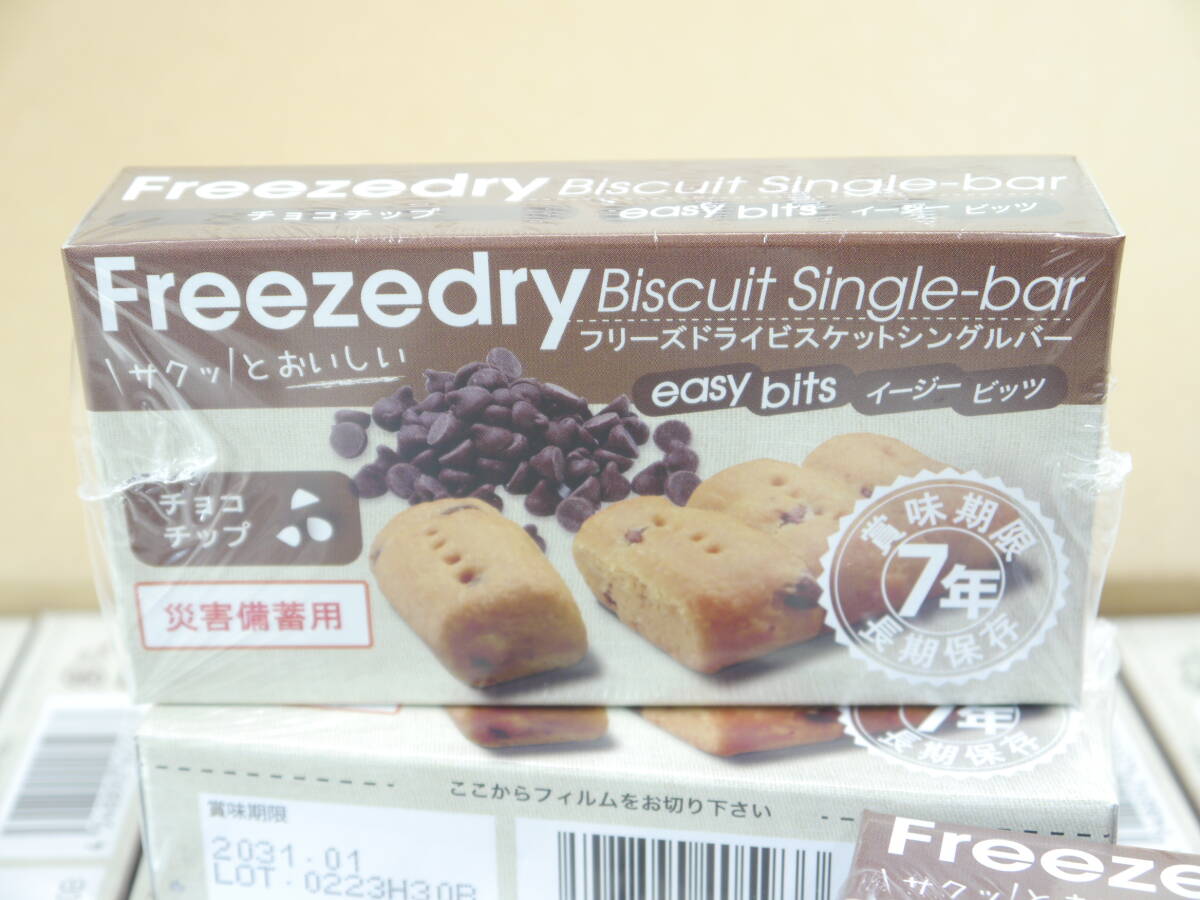 Freezedry Biscuit Single-bar
チョコチップ easy bits イージー ビッツ
Freezedry Biscuit Single-bar
フリーズドライビスケットシングルバー
サクッとおいしい
easy bits イージー ビッツ
チョコ
チップ
災害備蓄用
賞味期限
7年
長期保存
7年
長期保存
ここからフィルムをお切り下さい
賞味期限
2031.01
LOT.0223H30B
Freeze
サクッと